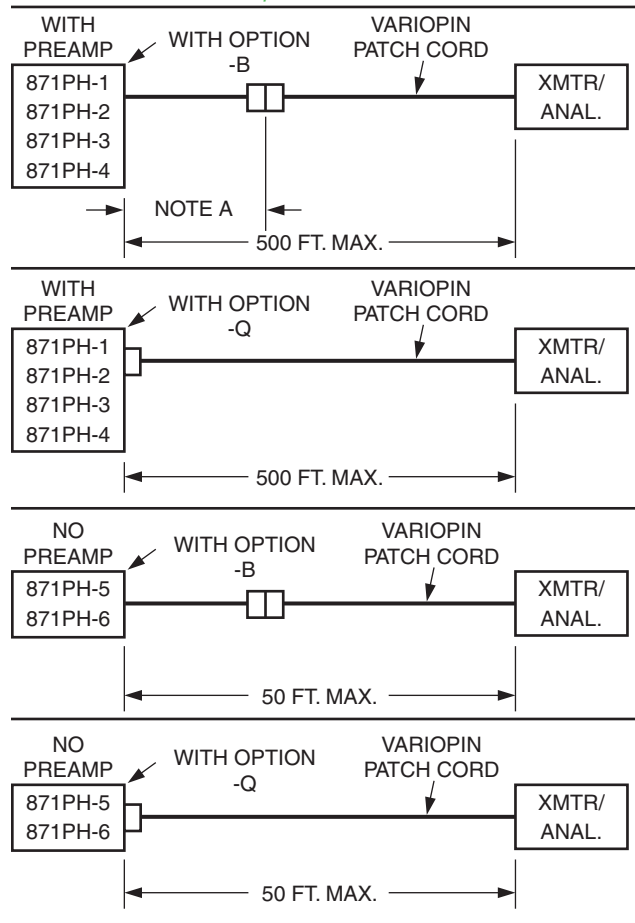 WITH
PREAMP
WITH OPTION
-B
VARIOPIN
PATCH CORD
871PH-1
871PH-2
871PH-3
871PH-4
XMTR/
ANAL.
NOTE A
500 FT. MAX.
WITH
PREAMP
WITH OPTION
-Q
VARIOPIN
PATCH CORD
871PH-1
871PH-2
871PH-3
871PH-4
XMTR/
ANAL.
500 FT. MAX.
NO
PREAMP
WITH OPTION
-B
VARIOPIN
PATCH CORD
871PH-5
871PH-6
XMTR/
ANAL.
50 FT. MAX.
NO
PREAMP
WITH OPTION
-Q
VARIOPIN
PATCH CORD
871PH-5
871PH-6
XMTR/
ANAL.
50 FT. MAX.